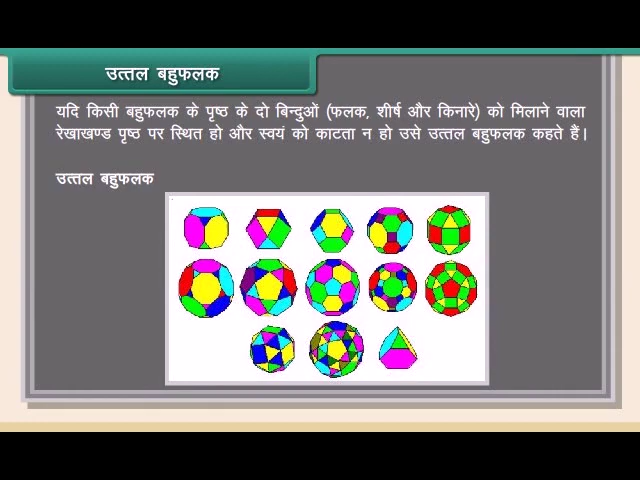 उत्तल बहुफलक
यदि किसी बहुफलक के पृष्ठ के दो बिन्दुओं (फलक, शीर्ष और किनारे) को मिलाने वाला
रेखाखण्ड पृष्ठ पर स्थित हो और स्वयं को काटता न हो उसे उत्तल बहुफलक कहते हैं।
उत्तल बहुफलक